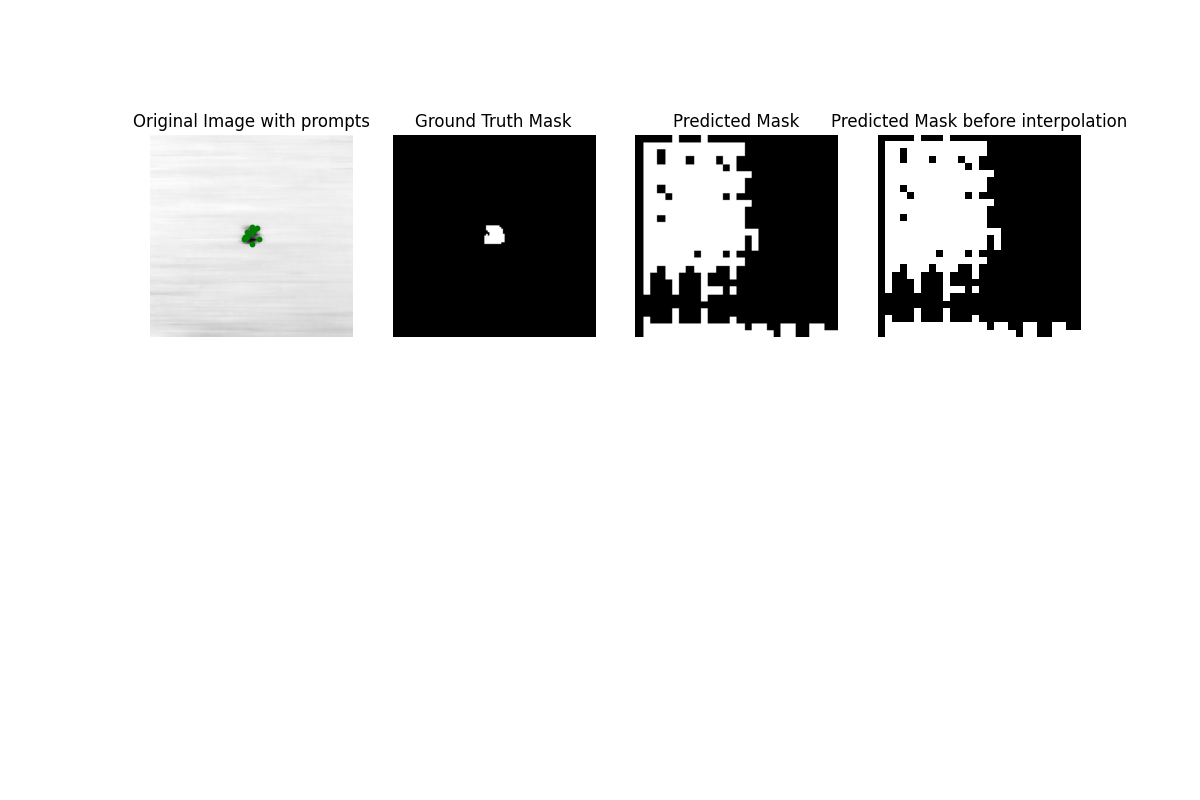 Original Image with prompts
Ground Truth Mask
Predicted Mask
Predicted Mask before interpolation